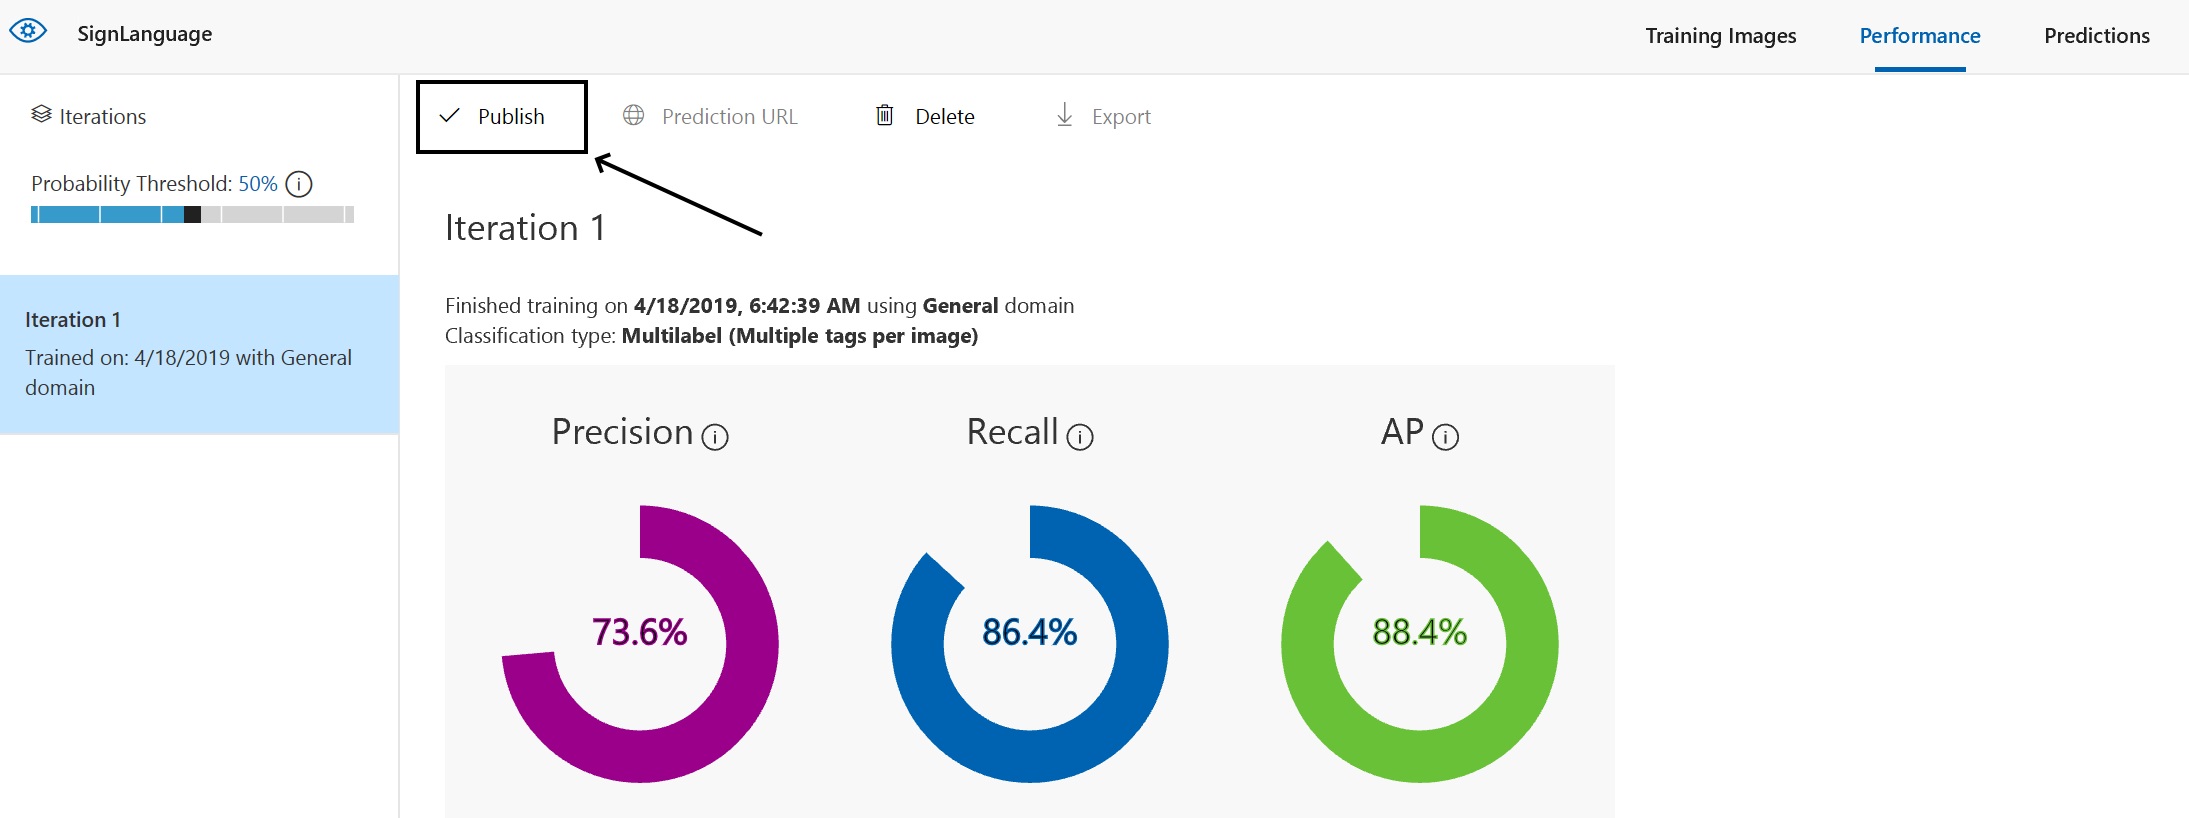 SignLanguage
Training Images
Performance
Predictions
Iterations
Probability Threshold: 50%
Iteration 1
Trained on: 4/18/2019 with General
domain
Publish
Prediction URL
Delete
Export
Iteration 1
Finished training on 4/18/2019, 6:42:39 AM using General domain
Classification type: Multilabel (Multiple tags per image)
Precision
Recall
AP
73.6%
86.4%
88.4%